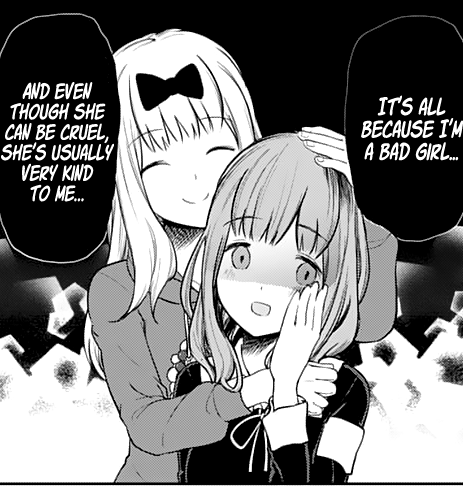 IT'S ALL
BECAUSE I'M
A BAD GIRL...
AND EVEN
THOUGH SHE
CAN BE CRUEL,
SHE'S USUALLY
VERY KIND
TO ME...